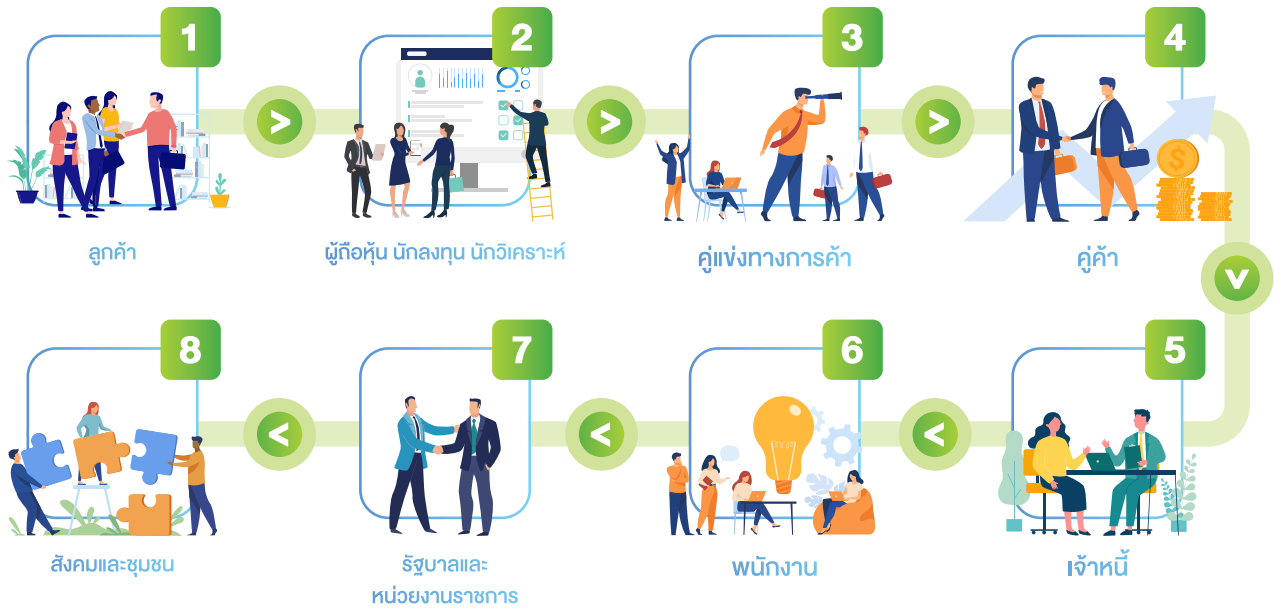 1
ลูกค้า
2
ผู้ถือหุ้น นักลงทุน นักวิเคราะห์
3
คู่แข่งทางการค้า
4
$
คู่ค้า
5
เจ้าหนี้
6
พนักงาน
7
รัฐบาลและ
หน่วยงานราชการ
8
สังคมและชุมชน